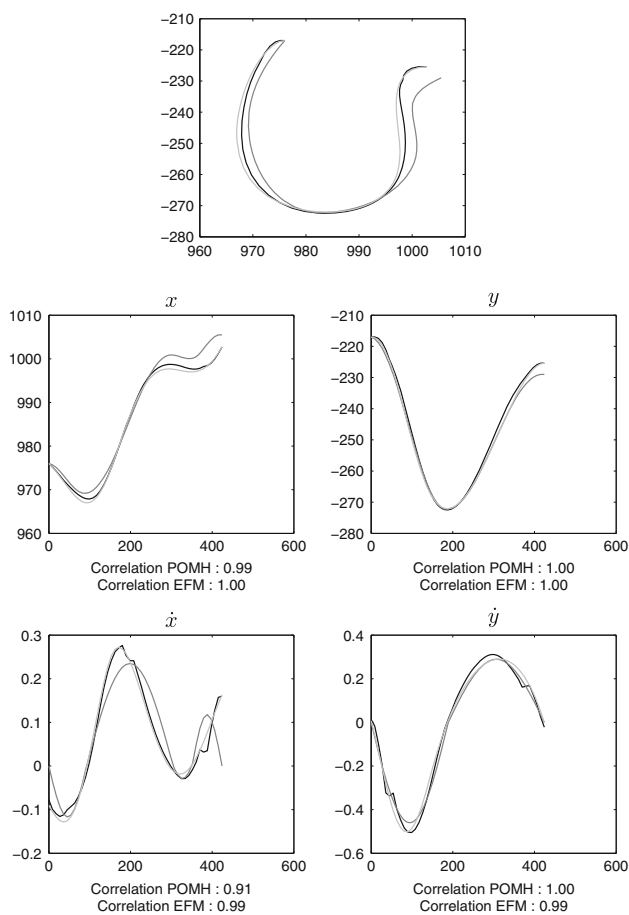 −210
−220
−230
−240
−250
−260
−270
−280
960 970 980 990 1000 1010
x y
1010
1000
990
980
970
960
0 200 400 600
Correlation POMH : 0.99
Correlation EFM : 1.00
−210
−220
−230
−240
−250
−260
−270
−280
0 200 400 600
Correlation POMH : 1.00
Correlation EFM : 1.00
ẋ ẏ
0.3
0.2
0.1
0
−0.1
−0.2
0 200 400 600
Correlation POMH : 0.91
Correlation EFM : 0.99
0.4
0.2
0
−0.2
−0.4
−0.6
0 200 400 600
Correlation POMH : 1.00
Correlation EFM : 0.99